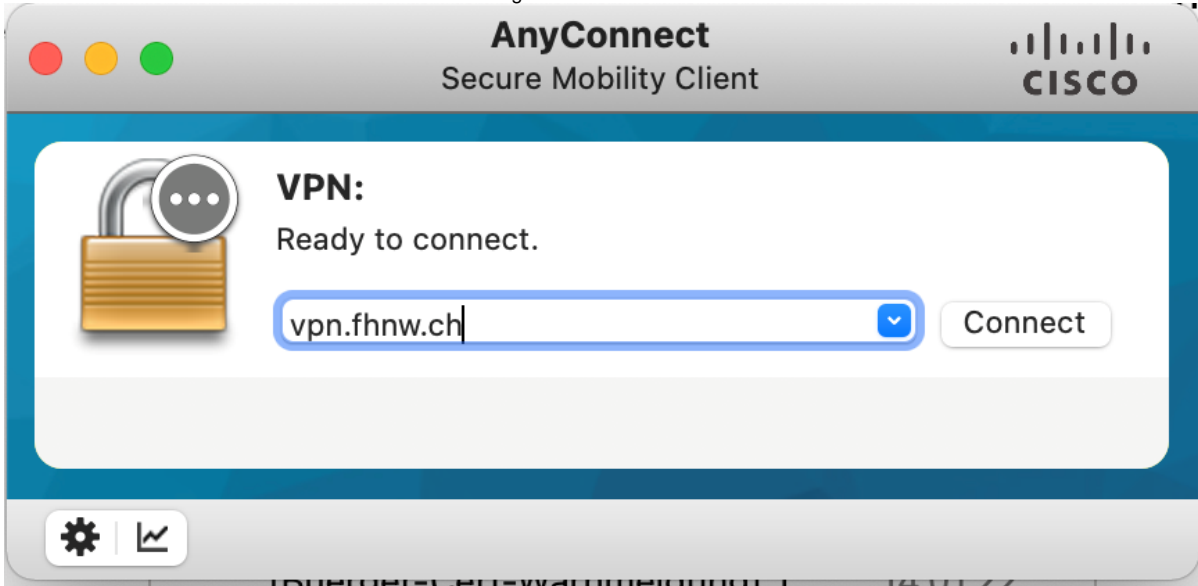 AnyConnect
Secure Mobility Client
CISCO
VPN:
Ready to connect.
vpn.fhnw.ch
Connect